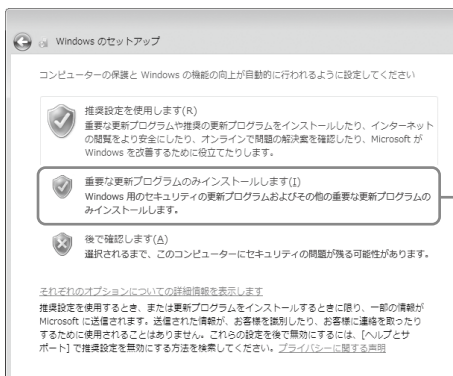 Windows のセットアップ
コンピューターの保護と Windows の機能の向上が自動的に行われるように設定してください
推奨設定を使用します(R)
重要な更新プログラムや推奨の更新プログラムをインストールしたり、インターネット
の閲覧をより安全にしたり、オンラインで問題の解決策を確認したり、Microsoft が
Windows を改善するために役立てたりします。
重要な更新プログラムのみインストールします(I)
Windows 用のセキュリティの更新プログラムおよびその他の重要な更新プログラムの
みインストールします。
後で確認します(A)
選択されるまで、このコンピューターにセキュリティの問題が残る可能性があります。
それぞれのオプションについての詳細情報を表示します
推奨設定を使用するとき、または更新プログラムをインストールするときに限り、一部の情報が
Microsoft に送信されます。送信された情報が、お客様を識別したり、お客様に連絡を取ったり
するために使用されることはありません。これらの設定を後で無効にするには、[ヘルプとサ
ポート] で推奨設定を無効にする方法を検索してください。プライバシーに関する声明